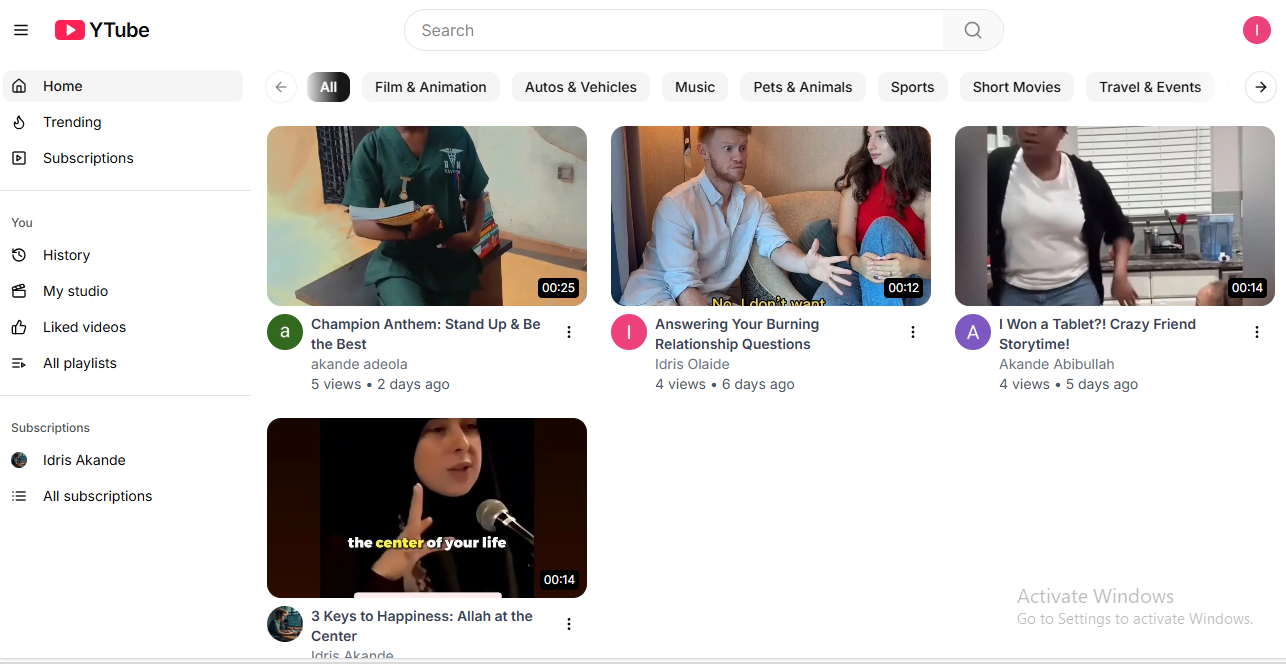 YTube
Search
I
Home
Trending
Subscriptions
You
History
My studio
Liked videos
All playlists
Subscriptions
Idris Akande
All subscriptions
All
Film & Animation
Autos & Vehicles
Music
Pets & Animals
Sports
Short Movies
Travel & Events
00:25
a
Champion Anthem: Stand Up & Be
the Best
akande adeola
5 views • 2 days ago
No, I don't want
00:12
I
Answering Your Burning
Relationship Questions
Idris Olaide
4 views • 6 days ago
00:14
A
I Won a Tablet?! Crazy Friend
Storytime!
Akande Abibullah
4 views • 5 days ago
the center of your life
00:14
3 Keys to Happiness: Allah at the
Center
Idris Akande
Activate Windows
Go to Settings to activate Windows.